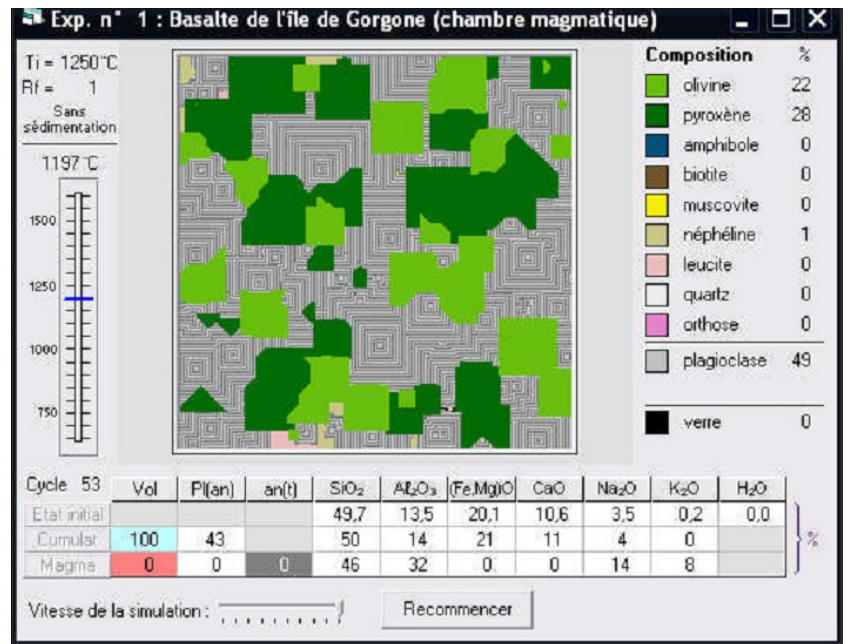 Exp. n° 1 : Basalte de l'île de Gorgone (chambre magmatique)
Ti = 1250°C
Rf = 1
Sans
sédimentation
1197 °C
1500
1250
1000
750
Composition %
olivine 22
pyroxène 28
amphibole 0
biotite 0
muscovite 0
néphéline 1
leucite 0
quartz 0
orthose 0
plagioclase 49
verre 0
Cycle 53 Vol Pl(an) an(t) SiO₂ Aℓ₂O₃ (Fe,Mg)O CaO Na₂O K₂O H₂O
Etat initial 49,7 13,5 20,1 10,6 3,5 0,2 0,0
Cumulat 100 43 50 14 21 11 4 0
Magma 0 0 0 46 32 0 0 14 8
%
Vitesse de la simulation : Recommencer